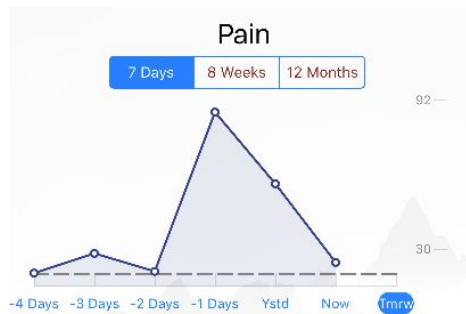 Pain
7 Days 8 Weeks 12 Months
92
30
-4 Days -3 Days -2 Days -1 Days Ystd Now Tmrw